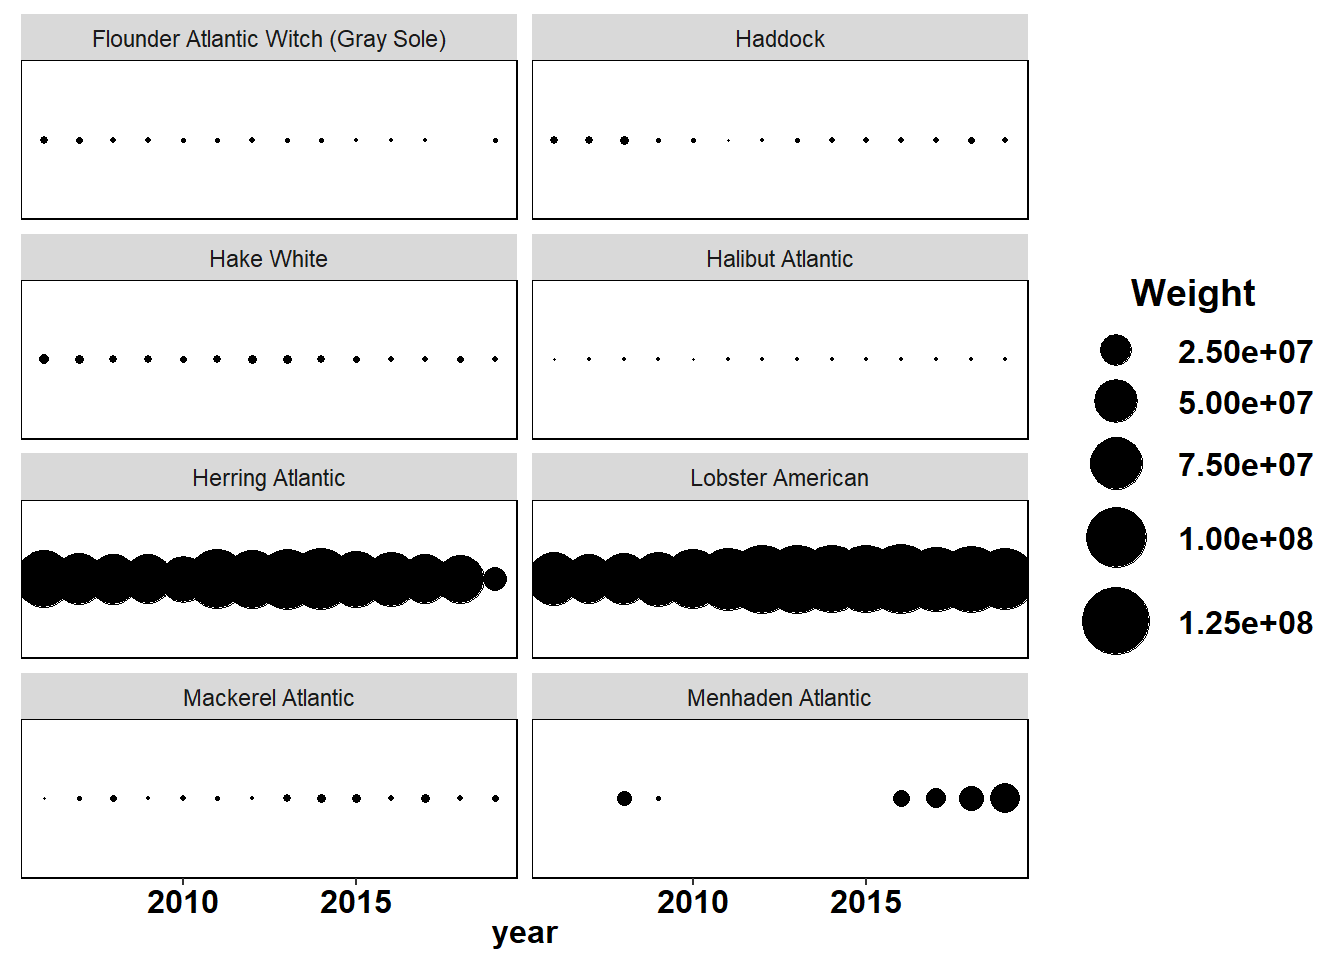 Flounder Atlantic Witch (Gray Sole)
Haddock
Hake White
Halibut Atlantic
Herring Atlantic
Lobster American
Mackerel Atlantic
Menhaden Atlantic
2010
2015
2010
2015
year
Weight
2.50e+07
5.00e+07
7.50e+07
1.00e+08
1.25e+08